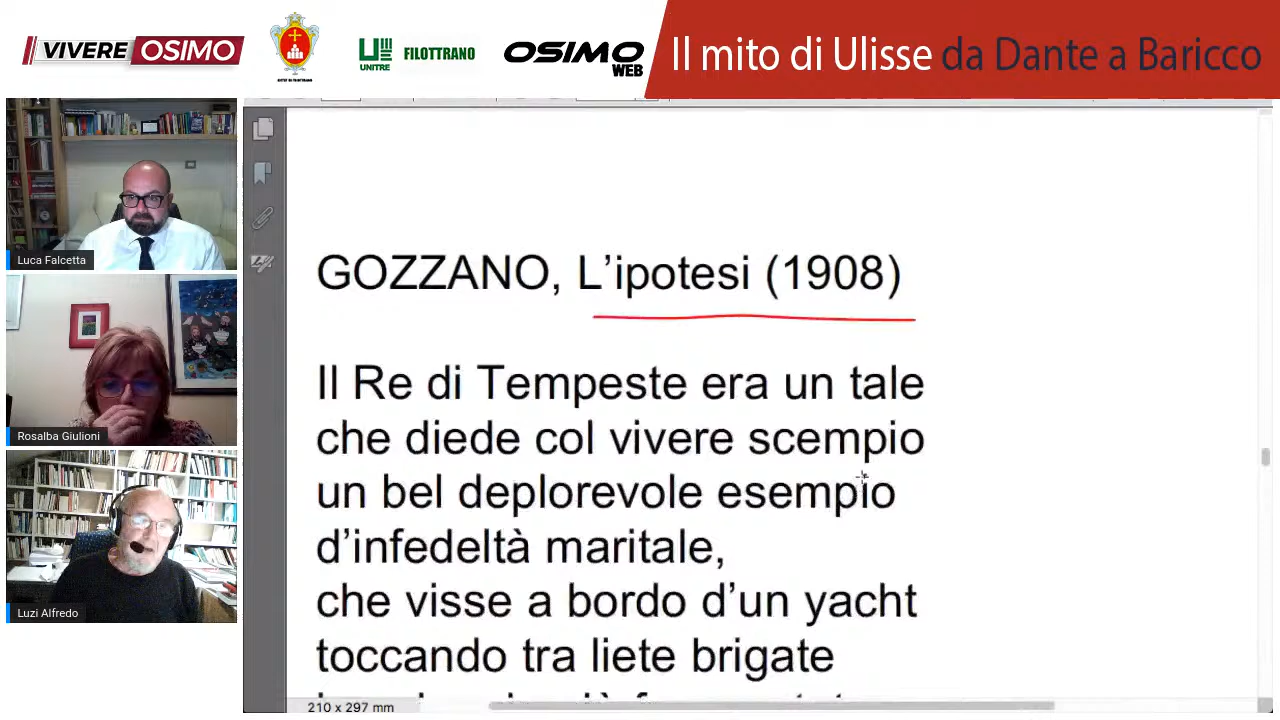 VIVERE OSIMO
UNITRE
FILOTTRANO
OSIMO
WEB
Il mito di Ulisse da Dante a Baricco
Luca Falcetta
Rosalba Giulioni
Luzi Alfredo
GOZZANO, L’ipotesi (1908)
Il Re di Tempeste era un tale
che diede col vivere scempio
un bel deplorevole esempio
d’infedeltà maritale,
che visse a bordo d’un yacht
toccando tra liete brigate
210 x 297 mm